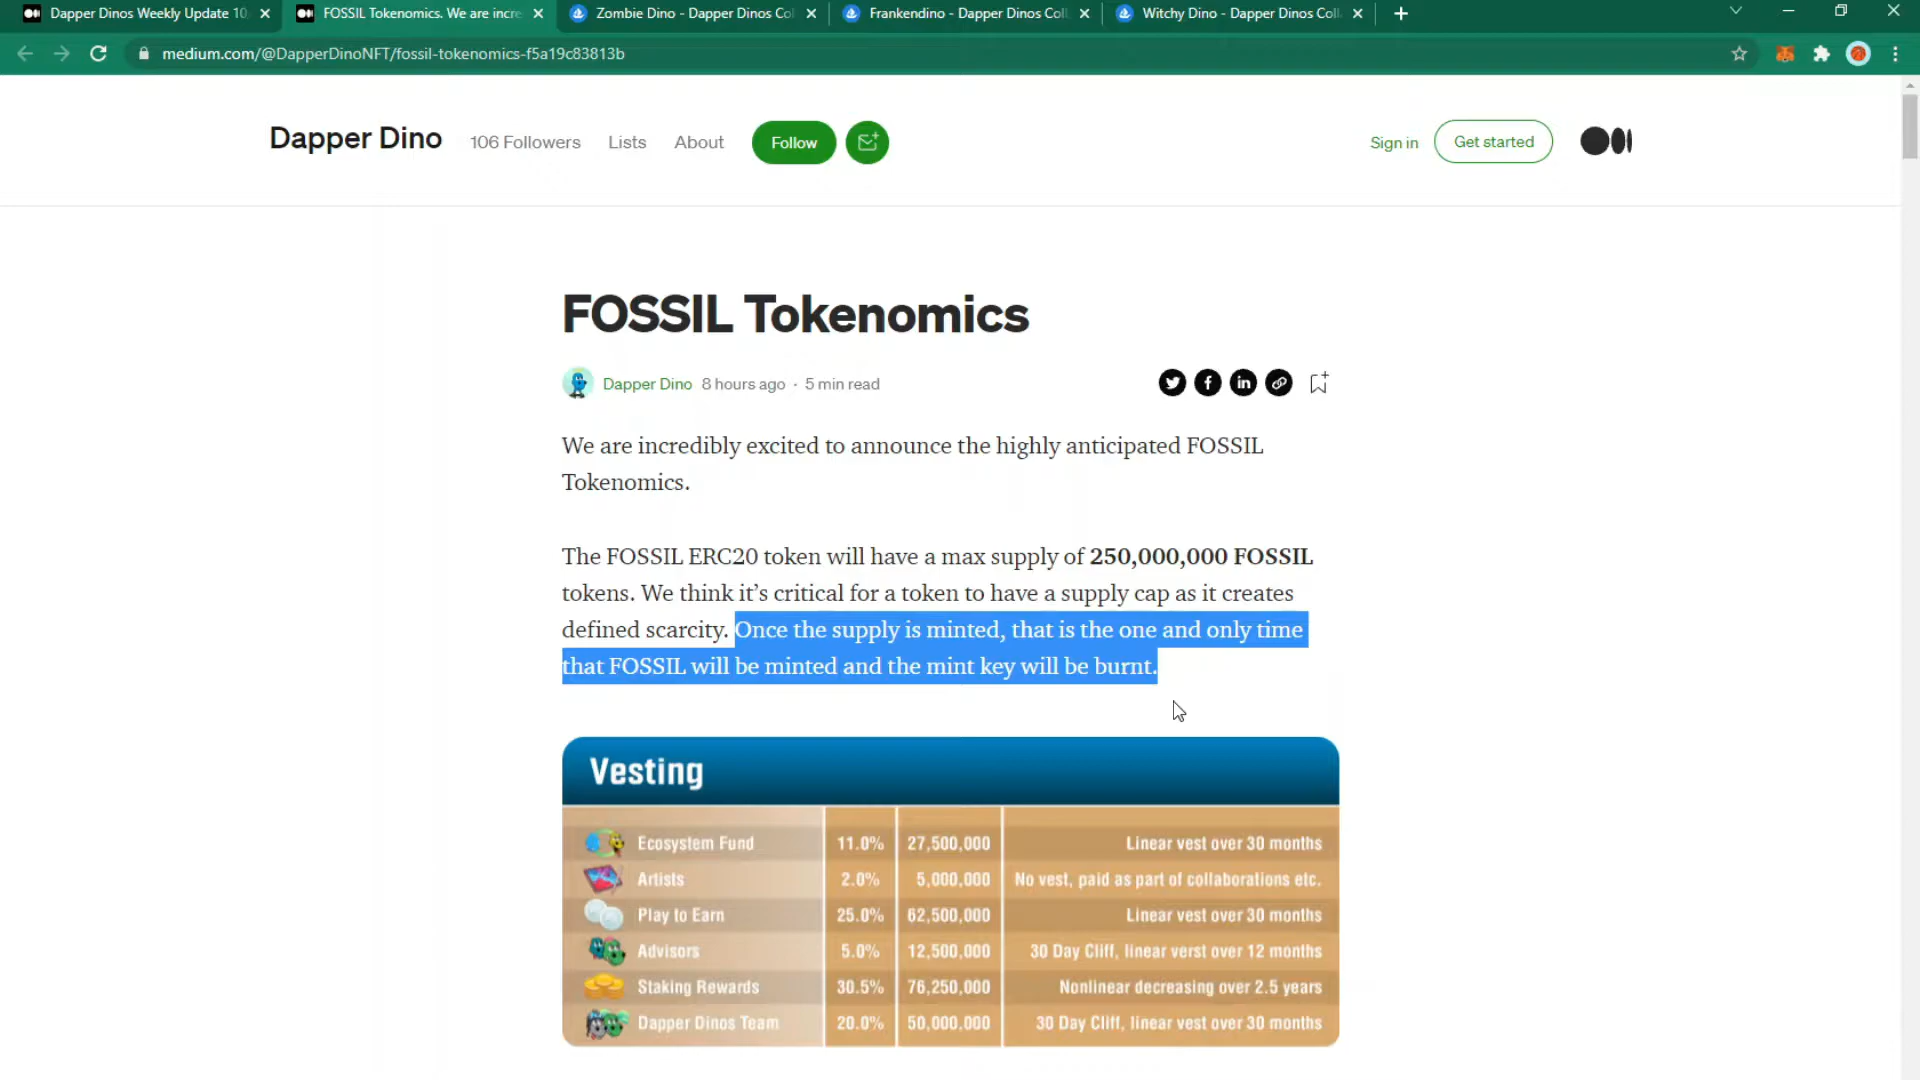 Dapper Dinos Weekly Update 10
FOSSIL Tokenomics. We are incre
Zombie Dino - Dapper Dinos Col
Frankendino - Dapper Dinos Coll
Witchy Dino - Dapper Dinos Coll
medium.com/@DapperDinoNFT/fossil-tokenomics-f5a19c83813b
Dapper Dino 106 Followers Lists About Follow Sign in Get started
FOSSIL Tokenomics
Dapper Dino 8 hours ago · 5 min read
We are incredibly excited to announce the highly anticipated FOSSIL
Tokenomics.
The FOSSIL ERC20 token will have a max supply of 250,000,000 FOSSIL
tokens. We think it’s critical for a token to have a supply cap as it creates
defined scarcity. Once the supply is minted, that is the one and only time
that FOSSIL will be minted and the mint key will be burnt.
Vesting
Ecosystem Fund 11.0% 27,500,000 Linear vest over 30 months
Artists 2.0% 5,000,000 No vest, paid as part of collaborations etc.
Play to Earn 25.0% 62,500,000 Linear vest over 30 months
Advisors 5.0% 12,500,000 30 Day Cliff, linear verst over 12 months
Staking Rewards 30.5% 76,250,000 Nonlinear decreasing over 2.5 years
Dapper Dinos Team 20.0% 50,000,000 30 Day Cliff, linear vest over 30 months